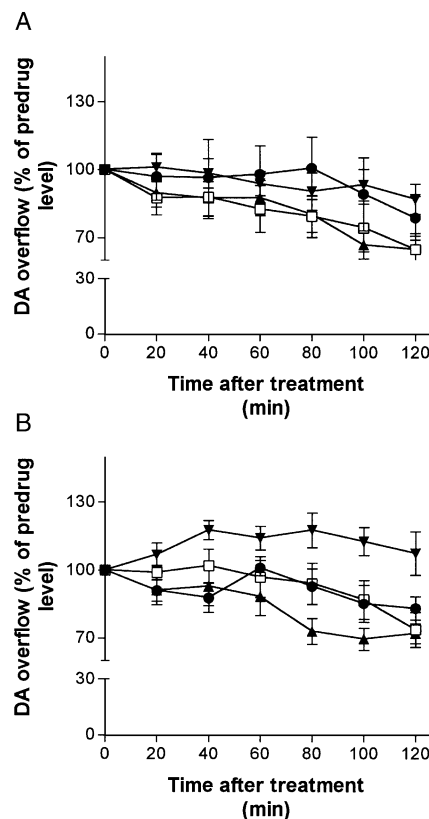 A
DA overflow (% of predrug
level)
130
100
70
30
0
0 20 40 60 80 100 120
Time after treatment
(min)
B
DA overflow (% of predrug
level)
130
100
70
30
0
0 20 40 60 80 100 120
Time after treatment
(min)